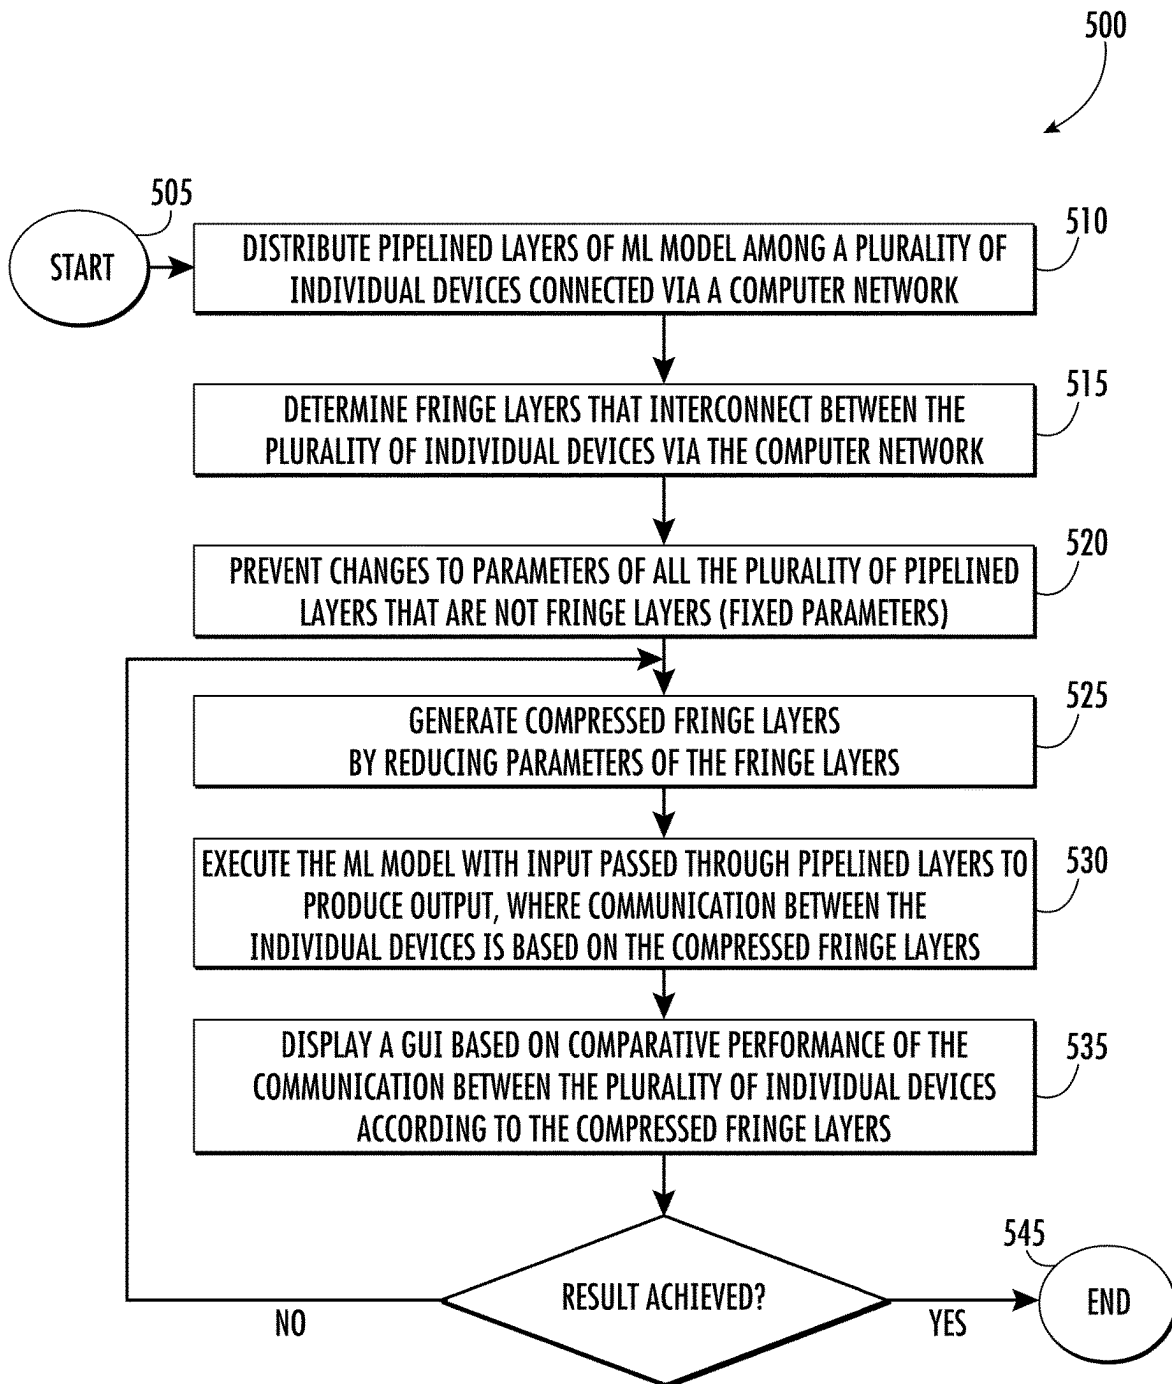 500
505
START
510
DISTRIBUTE PIPELINED LAYERS OF ML MODEL AMONG A PLURALITY OF
INDIVIDUAL DEVICES CONNECTED VIA A COMPUTER NETWORK
515
DETERMINE FRINGE LAYERS THAT INTERCONNECT BETWEEN THE
PLURALITY OF INDIVIDUAL DEVICES VIA THE COMPUTER NETWORK
520
PREVENT CHANGES TO PARAMETERS OF ALL THE PLURALITY OF PIPELINED
LAYERS THAT ARE NOT FRINGE LAYERS (FIXED PARAMETERS)
525
GENERATE COMPRESSED FRINGE LAYERS
BY REDUCING PARAMETERS OF THE FRINGE LAYERS
530
EXECUTE THE ML MODEL WITH INPUT PASSED THROUGH PIPELINED LAYERS TO
PRODUCE OUTPUT, WHERE COMMUNICATION BETWEEN THE
INDIVIDUAL DEVICES IS BASED ON THE COMPRESSED FRINGE LAYERS
535
DISPLAY A GUI BASED ON COMPARATIVE PERFORMANCE OF THE
COMMUNICATION BETWEEN THE PLURALITY OF INDIVIDUAL DEVICES
ACCORDING TO THE COMPRESSED FRINGE LAYERS
RESULT ACHIEVED?
NO
YES
545
END